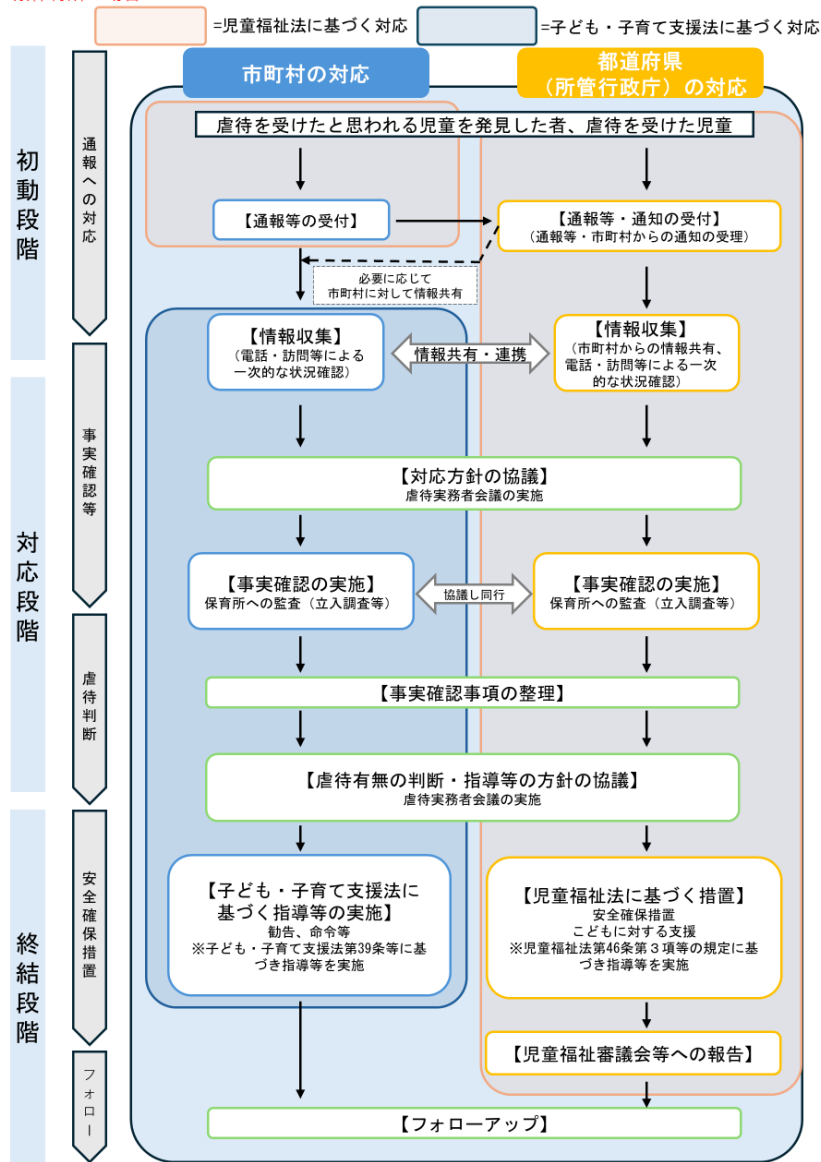 =児童福祉法に基づく対応
=子ども・子育て支援法に基づく対応
市町村の対応
都道府県
（所管行政庁）の対応
初動段階
通報への対応
虐待を受けたと思われる児童を発見した者、虐待を受けた児童
【通報等の受付】
【通報等・通知の受付】
（通報等・市町村からの通知の受理）
必要に応じて
市町村に対して情報共有
【情報収集】
（電話・訪問等による
一次的な状況確認）
情報共有・連携
【情報収集】
（市町村からの情報共有、
電話・訪問等による一次
的な状況確認）
対応段階
事実確認等
【対応方針の協議】
虐待実務者会議の実施
【事実確認の実施】
保育所への監査（立入調査等）
協議し同行
【事実確認の実施】
保育所への監査（立入調査等）
虐待判断
【事実確認事項の整理】
【虐待有無の判断・指導等の方針の協議】
虐待実務者会議の実施
終結段階
安全確保措置
【子ども・子育て支援法に
基づく指導等の実施】
勧告、命令等
※子ども・子育て支援法第39条等に基
づき指導等を実施
【児童福祉法に基づく措置】
安全確保措置
こどもに対する支援
※児童福祉法第46条第３項等の規定に基
づき指導等を実施
【児童福祉審議会等への報告】
フォロー
【フォローアップ】